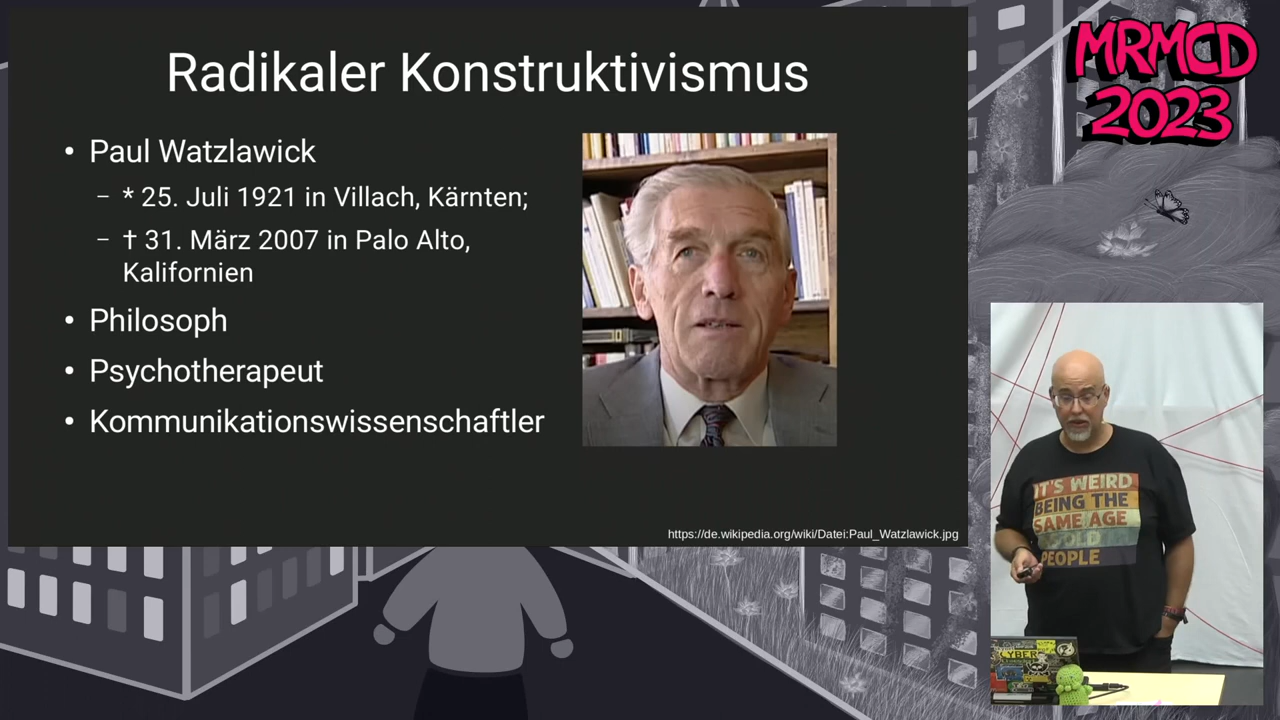 Radikaler Konstruktivismus
• Paul Watzlawick
– * 25. Juli 1921 in Villach, Kärnten;
– † 31. März 2007 in Palo Alto,
Kalifornien
• Philosoph
• Psychotherapeut
• Kommunikationswissenschaftler
https://de.wikipedia.org/wiki/Datei:Paul_Watzlawick.jpg
MRMCD
2023
IT'S WEIRD
BEING THE
SAME AGE
OLD
PEOPLE
CYBER